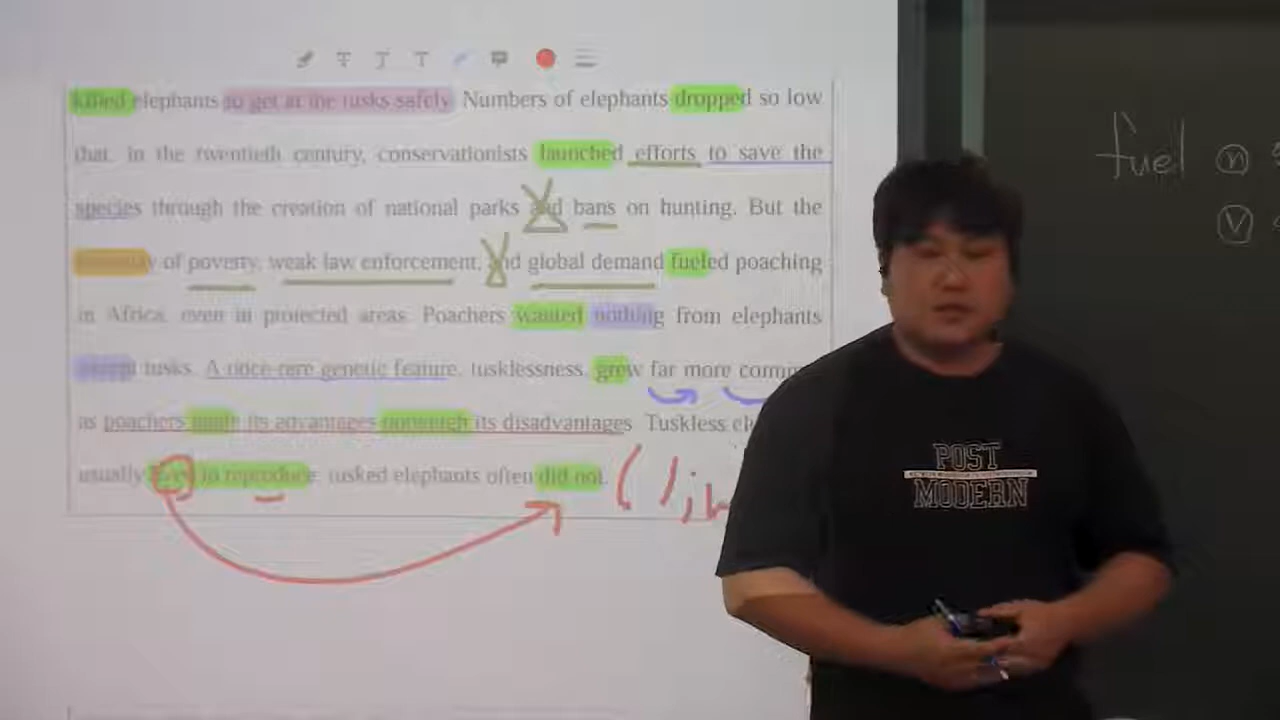 killed elephants to get at the tusks safely. Numbers of elephants dropped so low
that, in the twentieth century, conservationists launched efforts to save the
species through the creation of national parks and bans on hunting. But the
of poverty, weak law enforcement, and global demand fueled poaching
in Africa, even in protected areas. Poachers wanted nothing from elephants
except tusks. A once-rare genetic feature, tusklessness, grew far more
as poachers made its advantages outweigh its disadvantages. Tuskless
usually lived to reproduce, tusked elephants often did not.
fuel n
v
POST
MODERN